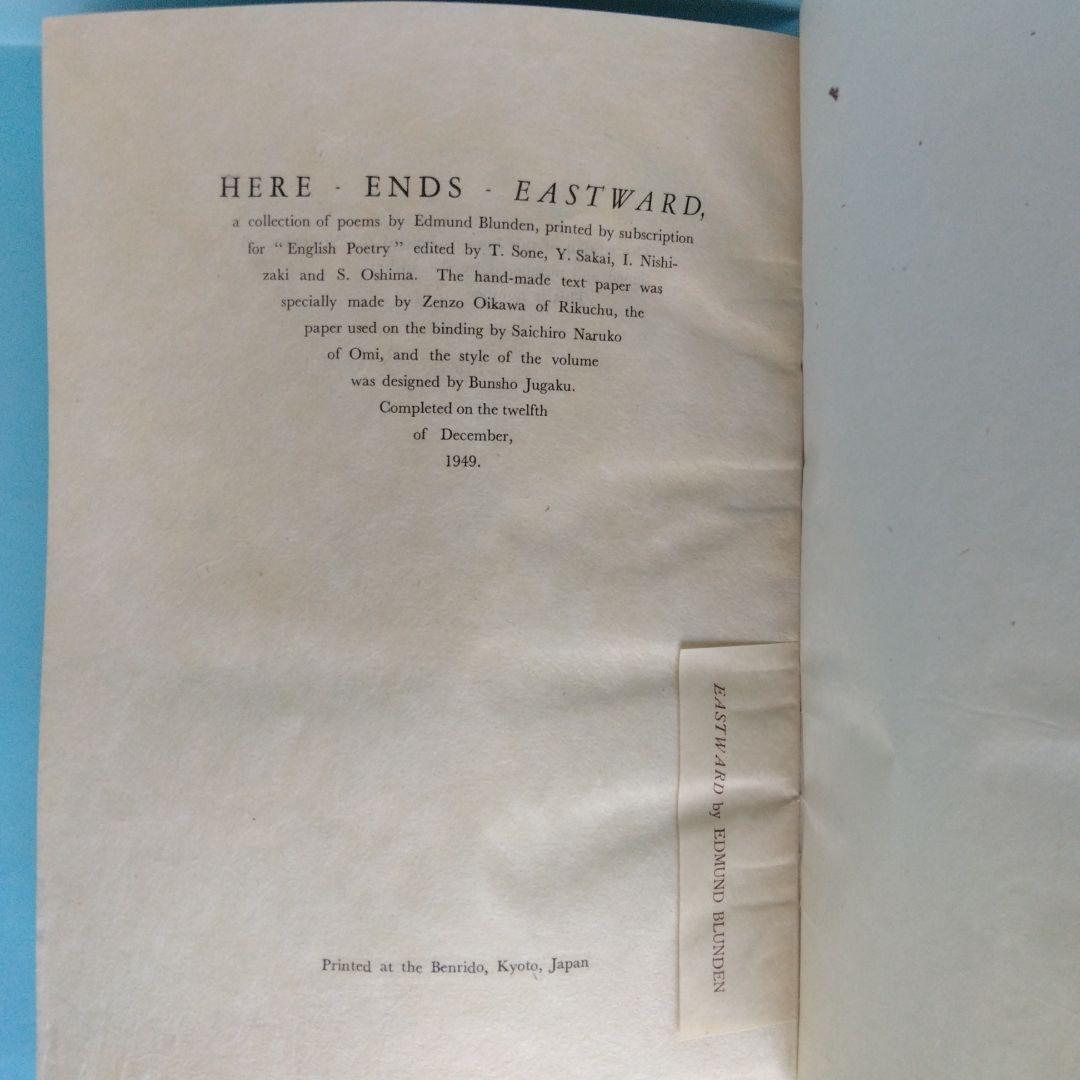 HERE - ENDS - EASTWARD,
a collection of poems by Edmund Blunden, printed by subscription
for “English Poetry” edited by T. Sone, Y. Sakai, I. Nishi-
zaki and S. Oshima. The hand-made text paper was
specially made by Zenzo Oikawa of Rikuchu, the
paper used on the binding by Saichiro Naruko
of Omi, and the style of the volume
was designed by Bunsho Jugaku.
Completed on the twelfth
of December,
1949.
EASTWARD by EDMUND BLUNDEN
Printed at the Benrido, Kyoto, Japan